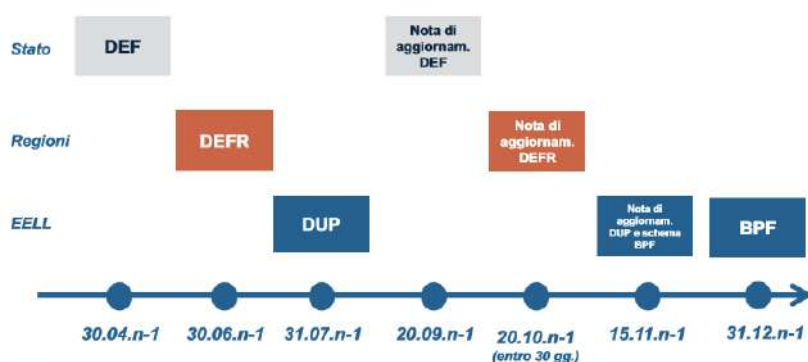 Stato
DEF
Nota di
aggiornam.
DEF
Regioni
DEFR
Nota di
aggiornam.
DEFR
EELL
DUP
Nota di
aggiornam.
DUP e schema
BPF
BPF
30.04.n-1
30.06.n-1
31.07.n-1
20.09.n-1
20.10.n-1
(entro 30 gg.)
15.11.n-1
31.12.n-1